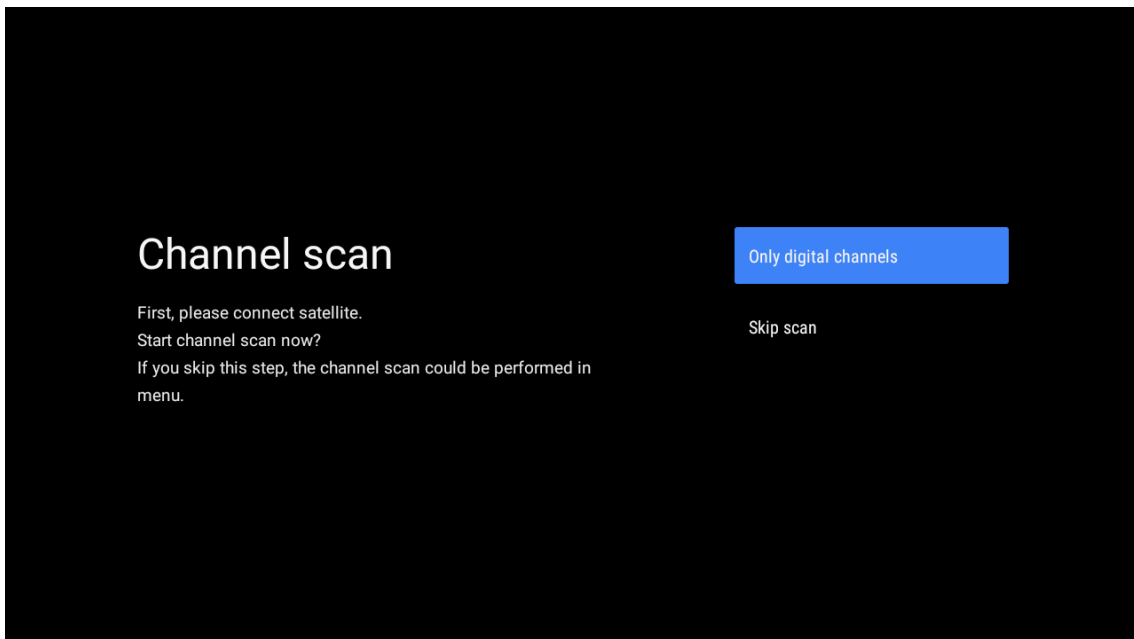 Channel scan
First, please connect satellite.
Start channel scan now?
If you skip this step, the channel scan could be performed in
menu.
Only digital channels
Skip scan